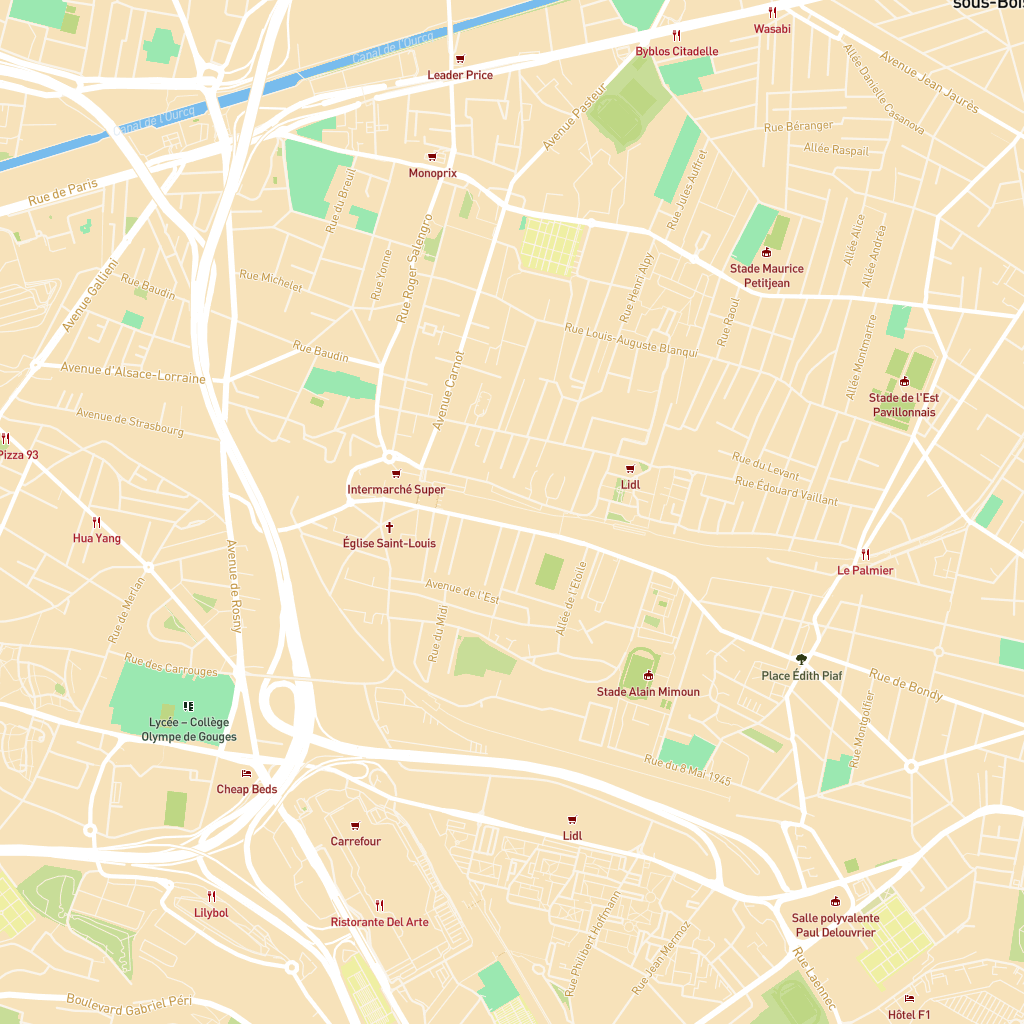 sous-Bois
Wasabi
Byblos Citadelle
Canal de l'Ourcq
Leader Price
Avenue Jean Jaurès
Allée Danielle Casanova
Canal de l'Ourcq
Avenue Pasteur
Rue Béranger
Allée Raspail
Monoprix
Rue de Paris
Rue du Breuil
Rue Jules Auffret
Rue Roger Salengro
Allée Alice
Allée Andréa
Stade Maurice
Petitjean
Rue Yonne
Rue Henri Alpy
Rue Michelet
Rue Baudin
Avenue Gallieni
Rue Raoul
Rue Louis-Auguste Blanqui
Rue Baudin
Allée Montmartre
Avenue d'Alsace-Lorraine
Avenue Carnot
Stade de l'Est
Pavillonnais
Avenue de Strasbourg
Pizza 93
Rue du Levant
Intermarché Super
Lidl
Rue Édouard Vaillant
Hua Yang
Église Saint-Louis
Le Palmier
Avenue de Rosny
Avenue de l'Est
Allée de l'Etoile
Rue de Merlan
Rue du Midi
Rue des Carrouges
Place Édith Piaf
Rue de Bondy
Stade Alain Mimoun
Lycée – Collège
Olympe de Gouges
Rue Montgolfier
Rue du 8 Mai 1945
Cheap Beds
Carrefour
Lidl
Lilybol
Ristorante Del Arte
Salle polyvalente
Paul Delouvrier
Rue Philibert Hoffmann
Rue Jean Mermoz
Rue Laennec
Boulevard Gabriel Péri
Hôtel F1